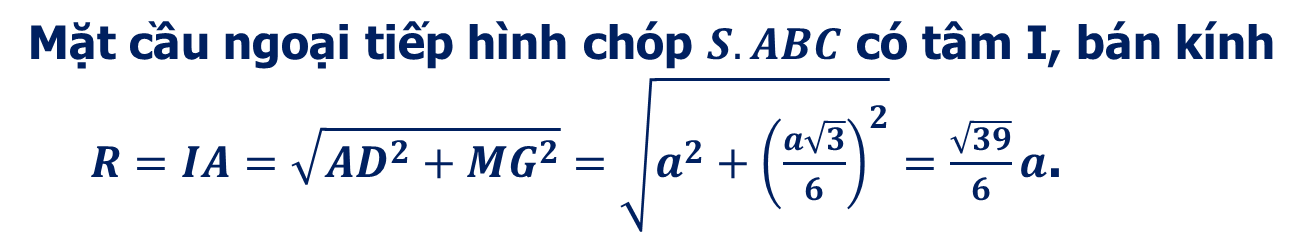 Mặt cầu ngoại tiếp hình chóp S.ABC có tâm I, bán kính
R = IA = √(AD² + MG²) = √(a² + (a√3/6)²) = √39/6 a.